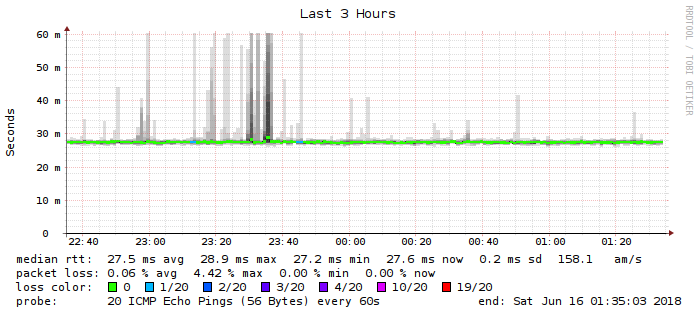 Last 3 Hours
RRDTOOL / TOBI OETIKER
Seconds
60 m
50 m
40 m
30 m
20 m
10 m
0
22:40 23:00 23:20 23:40 00:00 00:20 00:40 01:00 01:20
median rtt: 27.5 ms avg 28.9 ms max 27.2 ms min 27.6 ms now 0.2 ms sd 158.1 am/s
packet loss: 0.06 % avg 4.42 % max 0.00 % min 0.00 % now
loss color: 0 1/20 2/20 3/20 4/20 10/20 19/20
probe: 20 ICMP Echo Pings (56 Bytes) every 60s end: Sat Jun 16 01:35:03 2018